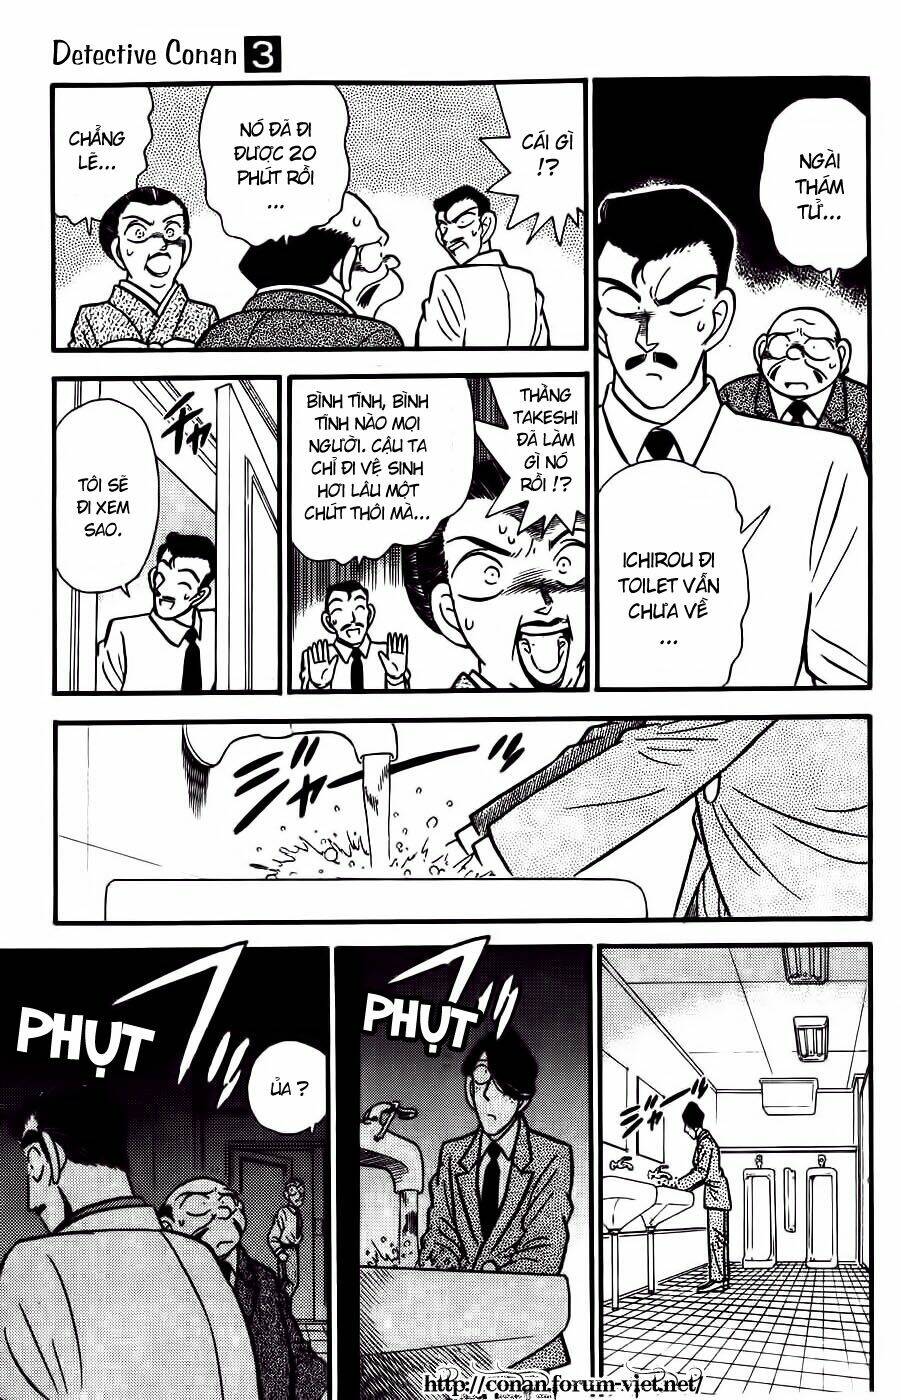 Detective Conan 3
NGÀI
THÁM
TỬ...
ICHIROU ĐI
TOILET VẪN
CHƯA VỀ
...
CÁI GÌ
!?
NÓ ĐÃ ĐI
ĐƯỢC 20
PHÚT RỒI
...
CHẲNG
LẼ...
THẰNG
TAKESHI
ĐÃ LÀM
GÌ NÓ
RỒI !?
BÌNH TĨNH, BÌNH
TĨNH NÀO MỌI
NGƯỜI. CẬU TA
CHỈ ĐI VỆ SINH
HƠI LÂU MỘT
CHÚT THÔI MÀ...
TÔI SẼ
ĐI XEM
SAO.
PHỤT
PHỤT
ỦA ?
http://conan.forum-viet.net/